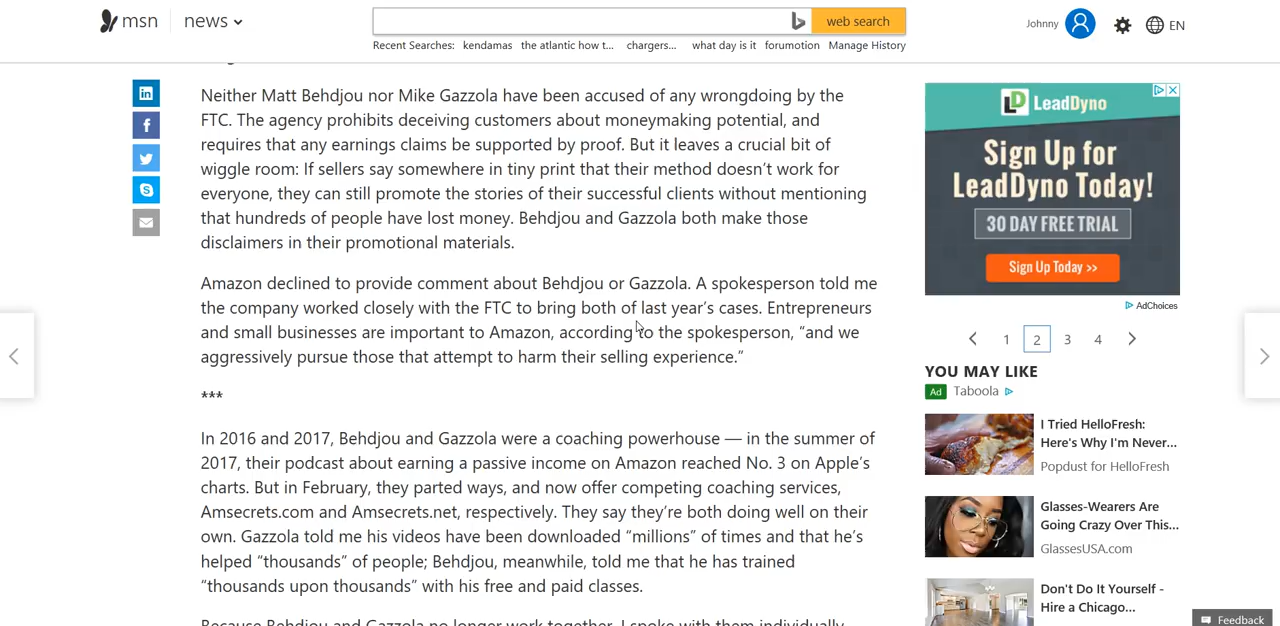 msn
news
web search
Recent Searches: kendamas the atlantic how t... chargers... what day is it forumotion Manage History
Johnny
EN
Neither Matt Behdjou nor Mike Gazzola have been accused of any wrongdoing by the
FTC. The agency prohibits deceiving customers about moneymaking potential, and
requires that any earnings claims be supported by proof. But it leaves a crucial bit of
wiggle room: If sellers say somewhere in tiny print that their method doesn’t work for
everyone, they can still promote the stories of their successful clients without mentioning
that hundreds of people have lost money. Behdjou and Gazzola both make those
disclaimers in their promotional materials.
Amazon declined to provide comment about Behdjou or Gazzola. A spokesperson told me
the company worked closely with the FTC to bring both of last year’s cases. Entrepreneurs
and small businesses are important to Amazon, according to the spokesperson, “and we
aggressively pursue those that attempt to harm their selling experience.”
***
In 2016 and 2017, Behdjou and Gazzola were a coaching powerhouse — in the summer of
2017, their podcast about earning a passive income on Amazon reached No. 3 on Apple’s
charts. But in February, they parted ways, and now offer competing coaching services,
Amsecrets.com and Amsecrets.net, respectively. They say they’re both doing well on their
own. Gazzola told me his videos have been downloaded “millions” of times and that he’s
helped “thousands” of people; Behdjou, meanwhile, told me that he has trained
“thousands upon thousands” with his free and paid classes.
Because Behdjou and Gazzola no longer work together, I spoke with them individually
LeadDyno
Sign Up for
LeadDyno Today!
30 DAY FREE TRIAL
Sign Up Today >>
AdChoices
1 2 3 4
YOU MAY LIKE
Ad Taboola
I Tried HelloFresh:
Here's Why I'm Never...
Popdust for HelloFresh
Glasses-Wearers Are
Going Crazy Over This...
GlassesUSA.com
Don't Do It Yourself -
Hire a Chicago...
Feedback